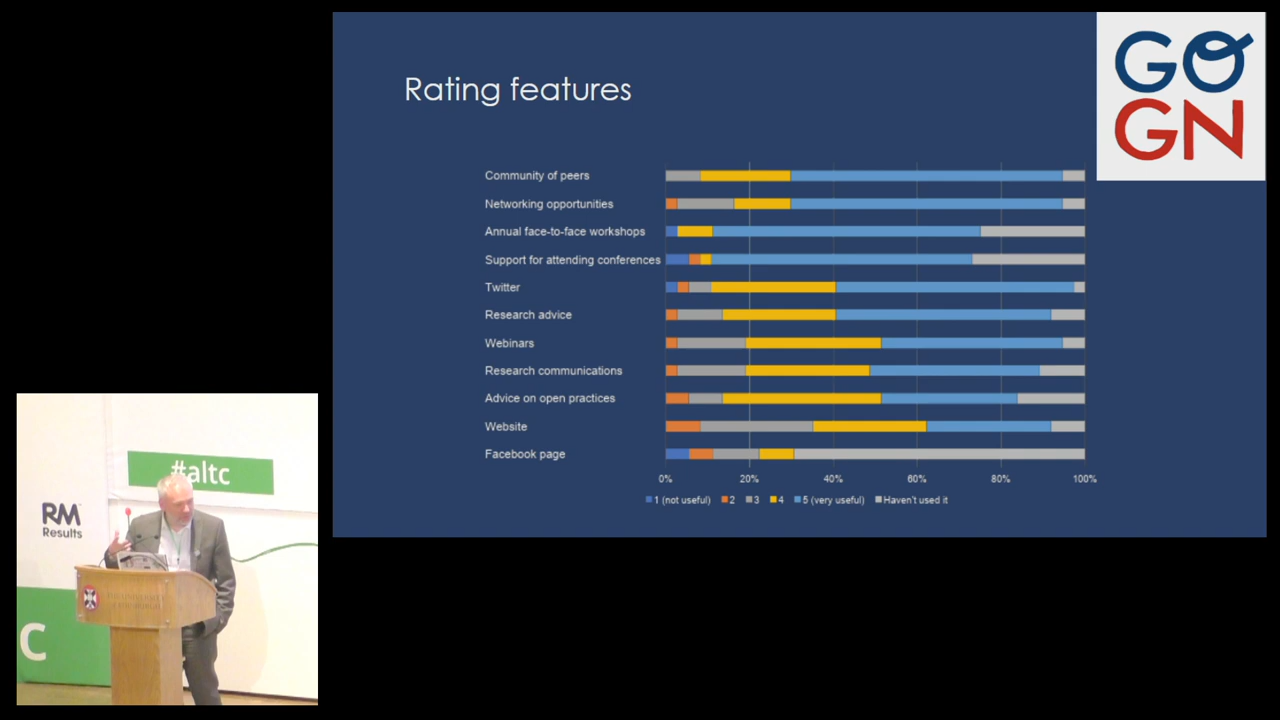 Rating features
GO
GN
Community of peers
Networking opportunities
Annual face-to-face workshops
Support for attending conferences
Twitter
Research advice
Webinars
Research communications
Advice on open practices
Website
Facebook page
0% 20% 40% 60% 80% 100%
1 (not useful) 2 3 4 5 (very useful) Haven't used it
#altc
RM
Results
C